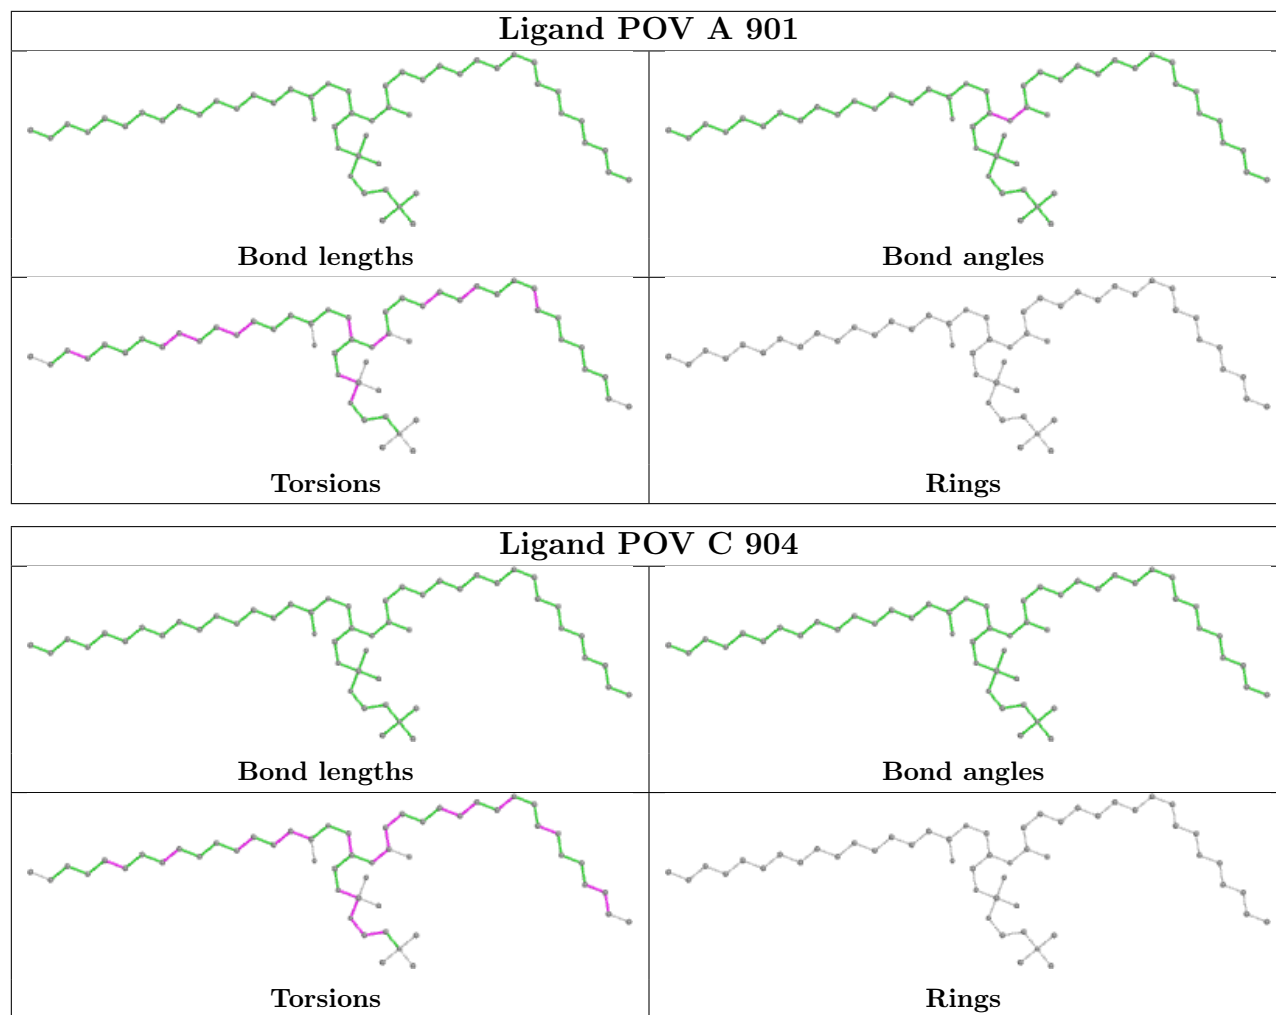 Ligand POV A 901
Bond lengths
Bond angles
Torsions
Rings
Ligand POV C 904
Bond lengths
Bond angles
Torsions
Rings